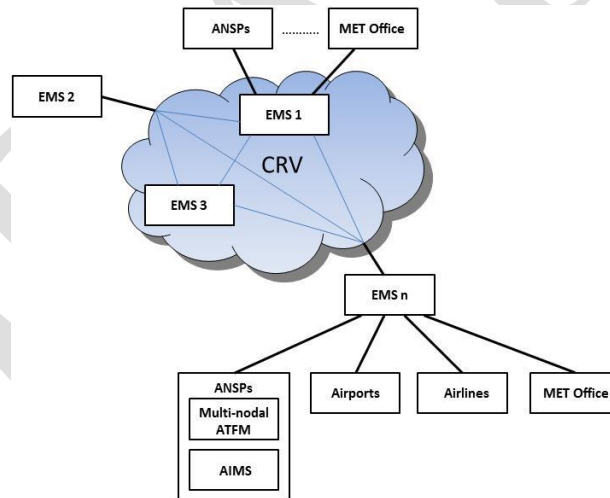 ANSPs
...........
MET Office
EMS 2
EMS 1
CRV
EMS 3
EMS n
ANSPs
Multi-nodal
ATFM
AIMS
Airports
Airlines
MET Office